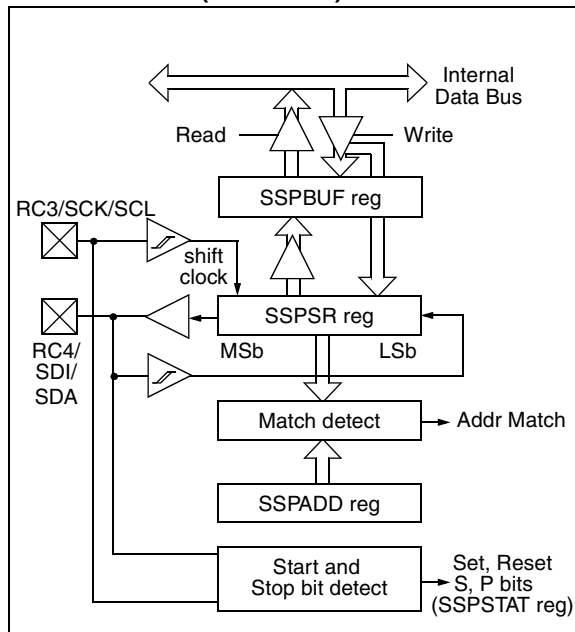 Internal
Data Bus
Read
Write
SSPBUF reg
RC3/SCK/SCL
shift
clock
SSPSR reg
MSb
LSb
RC4/
SDI/
SDA
Match detect
Addr Match
SSPADD reg
Start and
Stop bit detect
Set, Reset
S, P bits
(SSPSTAT reg)